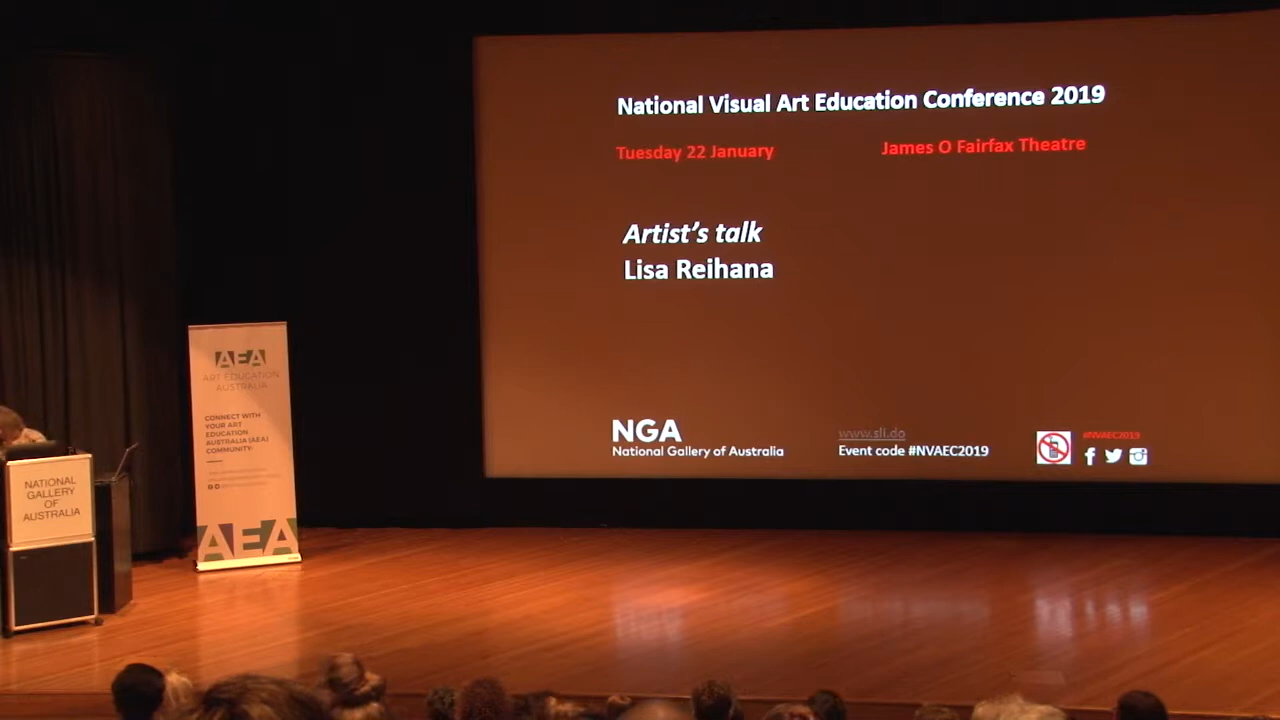 National Visual Art Education Conference 2019
Tuesday 22 January
James O Fairfax Theatre
Artist's talk
Lisa Reihana
NGA
National Gallery of Australia
www.sli.do
Event code #NVAEC2019
#NVAEC2019
AEA
ART EDUCATION
AUSTRALIA
CONNECT WITH
YOUR ART
EDUCATION
AUSTRALIA (AEA)
COMMUNITY:
AEA
NATIONAL
GALLERY
OF
AUSTRALIA